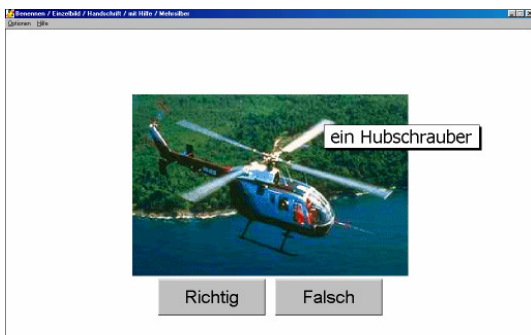 Benennen / Einzelbild / Handschrift / mit Hilfe / Mehrsilber
Optionen Hilfe
ein Hubschrauber
Richtig Falsch